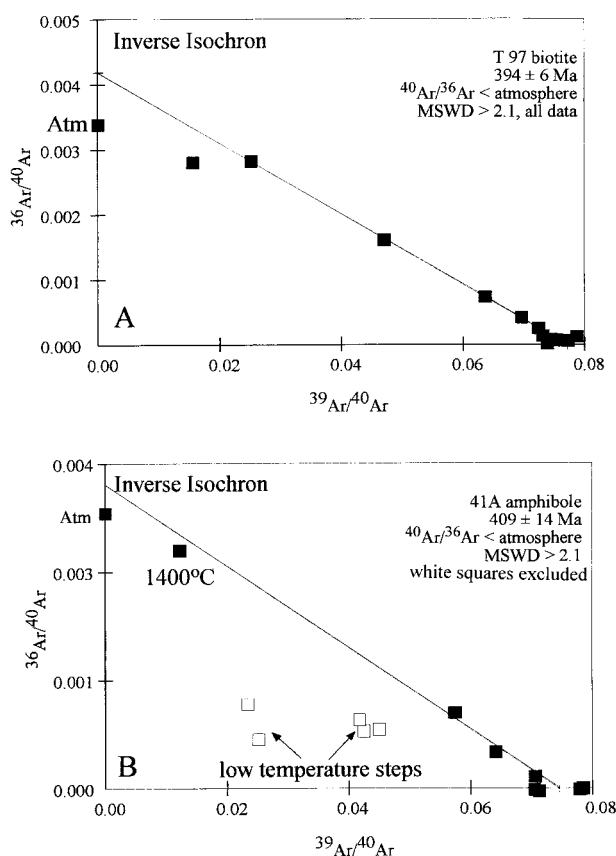 Inverse Isochron
T 97 biotite
394 ± 6 Ma
40Ar/36Ar < atmosphere
MSWD > 2.1, all data
0.005
0.004
Atm
0.003
0.002
0.001
0.000
36Ar/40Ar
A
0.00
0.02
0.04
0.06
0.08
39Ar/40Ar
Inverse Isochron
41A amphibole
409 ± 14 Ma
40Ar/36Ar < atmosphere
MSWD > 2.1
white squares excluded
0.004
Atm
0.003
0.001
0.000
36Ar/40Ar
1400°C
low temperature steps
B
0.00
0.02
0.04
0.06
0.08
39Ar/40Ar